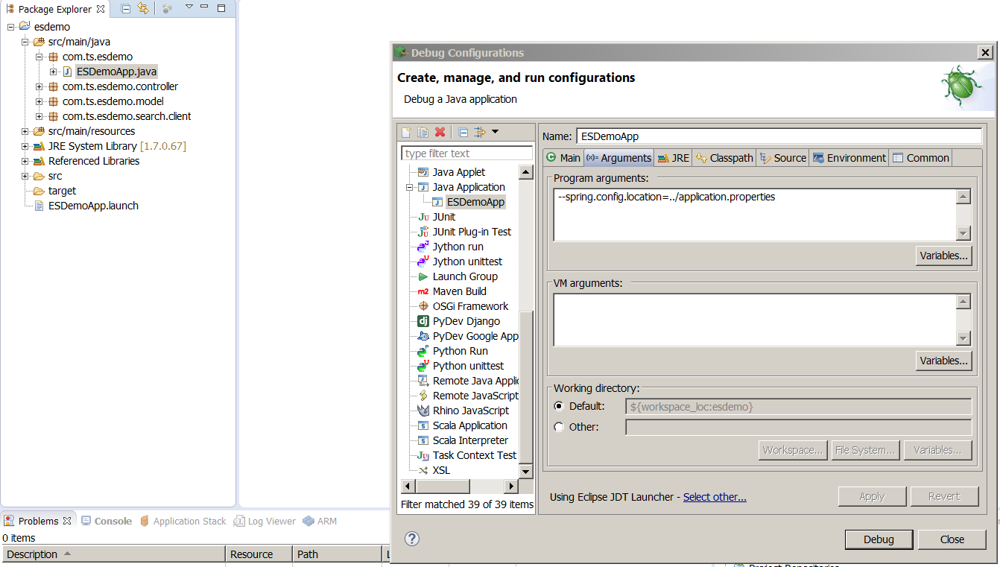 Package Explorer
esdemo
src/main/java
com.ts.esdemo
ESDemoApp.java
com.ts.esdemo.controller
com.ts.esdemo.model
com.ts.esdemo.search.client
src/main/resources
JRE System Library [1.7.0.67]
Referenced Libraries
src
target
ESDemoApp.launch
Debug Configurations
Create, manage, and run configurations
Debug a Java application
type filter text
Java Applet
Java Application
ESDemoApp
JUnit
JUnit Plug-in Test
Jython run
Jython unittest
Launch Group
Maven Build
OSGi Framework
PyDev Django
PyDev Google App
Python Run
Python unittest
Remote Java Applic
Remote JavaScript
Rhino JavaScript
Scala Application
Scala Interpreter
Task Context Test
XSL
Filter matched 39 of 39 items
Name: ESDemoApp
Main (x)= Arguments JRE Classpath Source Environment Common
Program arguments:
--spring.config.location=../application.properties
Variables...
VM arguments:
Variables...
Working directory:
Default: ${workspace_loc:esdemo}
Other:
Workspace... File System... Variables...
Using Eclipse JDT Launcher - Select other...
Apply Revert
Debug Close
Problems Console Application Stack Log Viewer ARM
0 items
Description Resource Path L
Project Repositories